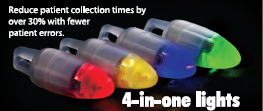 Reduce patient collection times by
over 30% with fewer
patient errors.
4-in-one lights